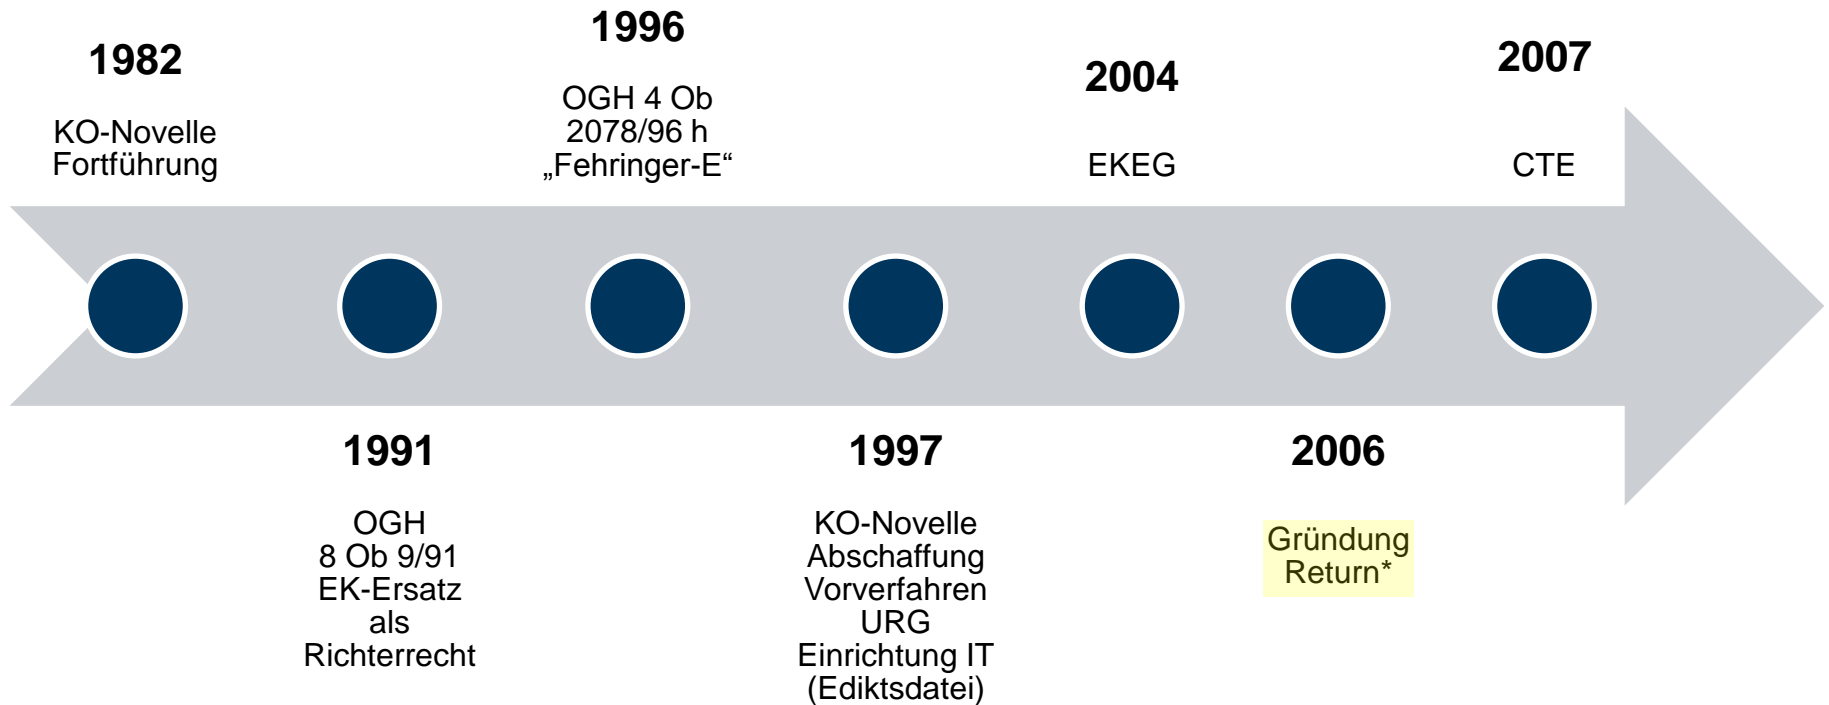 1982
KO-Novelle
Fortführung
1991
OGH
8 Ob 9/91
EK-Ersatz
als
Richterrecht
1996
OGH 4 Ob
2078/96 h
„Fehringer-E“
1997
KO-Novelle
Abschaffung
Vorverfahren
URG
Einrichtung IT
(Ediktsdatei)
2004
EKEG
2006
Gründung
Return*
2007
CTE